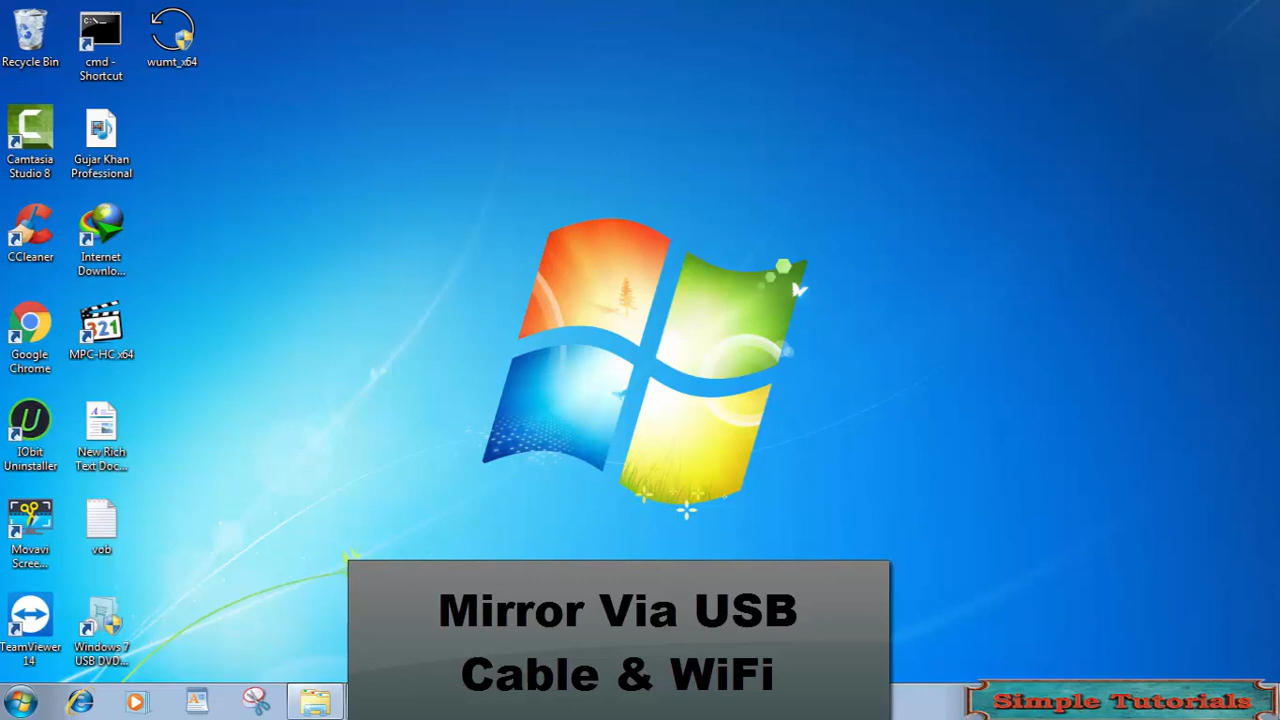 Recycle Bin
cmd -
Shortcut
wumt_x64
Camtasia
Studio 8
Gujar Khan
Professional
CCleaner
Internet
Downlo...
Google
Chrome
321
MPC-HC x64
IObit
Uninstaller
New Rich
Text Doc...
Movavi
Scree...
vob
TeamViewer
14
Windows 7
USB DVD...
Mirror Via USB
Cable & WiFi
Simple Tutorials